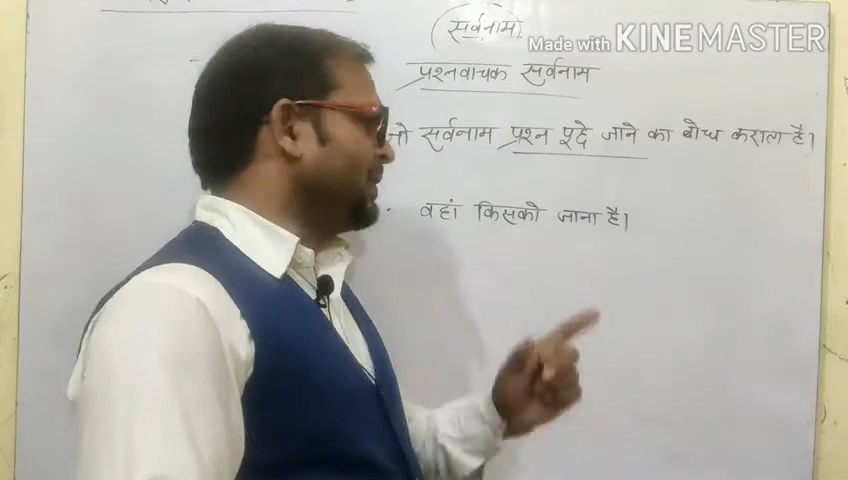 सर्वनाम
Made with KINEMASTER
प्रश्नवाचक सर्वनाम
जो सर्वनाम प्रश्न पूछे जाने का बोध कराता है।
वहां किसको जाना है।